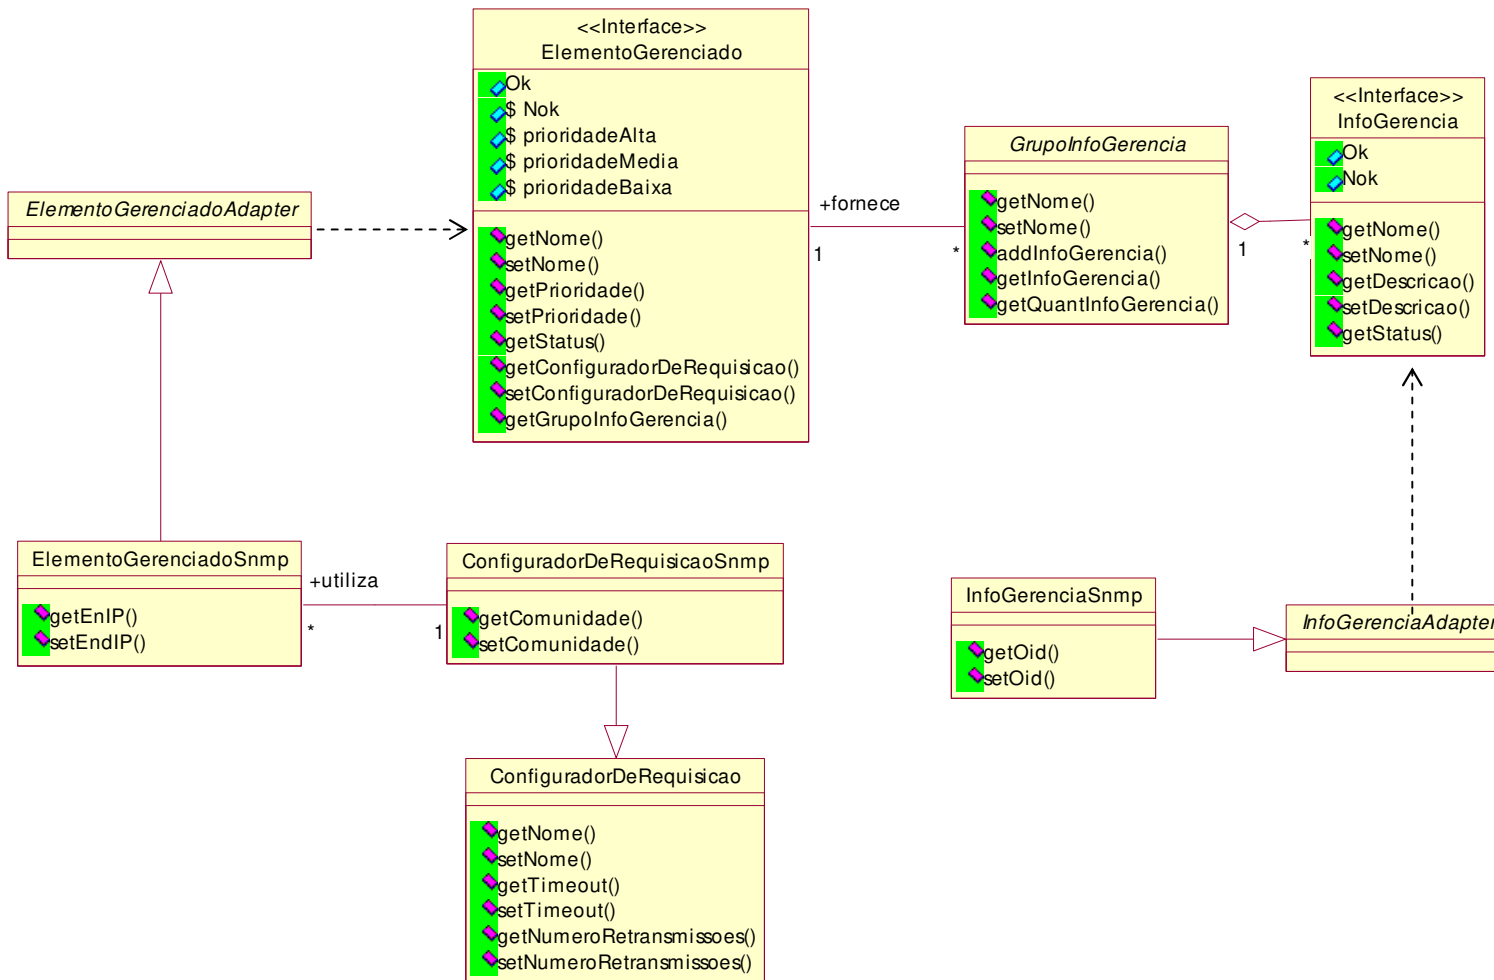 <<Interface>>
ElementoGerenciado
Ok
$ Nok
$ prioridadeAlta
$ prioridadeMedia
$ prioridadeBaixa
getNome()
setNome()
getPrioridade()
setPrioridade()
getStatus()
getConfiguradorDeRequisicao()
setConfiguradorDeRequisicao()
getGrupoInfoGerencia()
+fornece
1
*
GrupoInfoGerencia
getNome()
setNome()
addInfoGerencia()
getInfoGerencia()
getQuantInfoGerencia()
1
*
<<Interface>>
InfoGerencia
Ok
Nok
getNome()
setNome()
getDescricao()
setDescricao()
getStatus()
ElementoGerenciadoAdapter
ElementoGerenciadoSnmp
getEnIP()
setEndIP()
+utiliza
*
1
ConfiguradorDeRequisicaoSnmp
getComunidade()
setComunidade()
InfoGerenciaSnmp
getOid()
setOid()
InfoGerenciaAdapter
ConfiguradorDeRequisicao
getNome()
setNome()
getTimeout()
setTimeout()
getNumeroRetransmissoes()
setNumeroRetransmissoes()